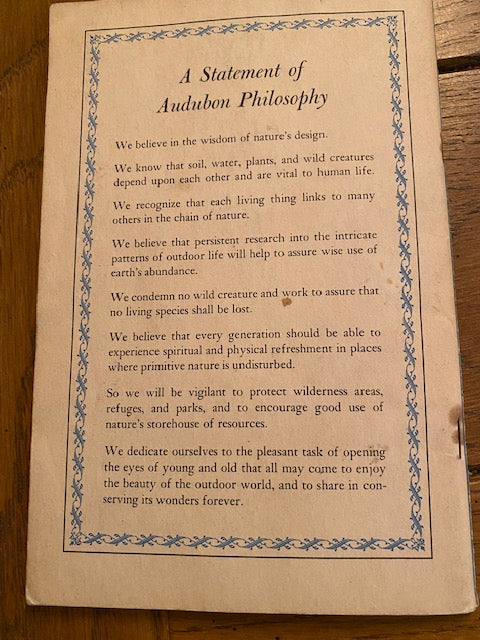 A Statement of
Audubon Philosophy
We believe in the wisdom of nature's design.
We know that soil, water, plants, and wild creatures
depend upon each other and are vital to human life.
We recognize that each living thing links to many
others in the chain of nature.
We believe that persistent research into the intricate
patterns of outdoor life will help to assure wise use of
earth's abundance.
We condemn no wild creature and work to assure that
no living species shall be lost.
We believe that every generation should be able to
experience spiritual and physical refreshment in places
where primitive nature is undisturbed.
So we will be vigilant to protect wilderness areas,
refuges, and parks, and to encourage good use of
nature's storehouse of resources.
We dedicate ourselves to the pleasant task of opening
the eyes of young and old that all may come to enjoy
the beauty of the outdoor world, and to share in con-
serving its wonders forever.